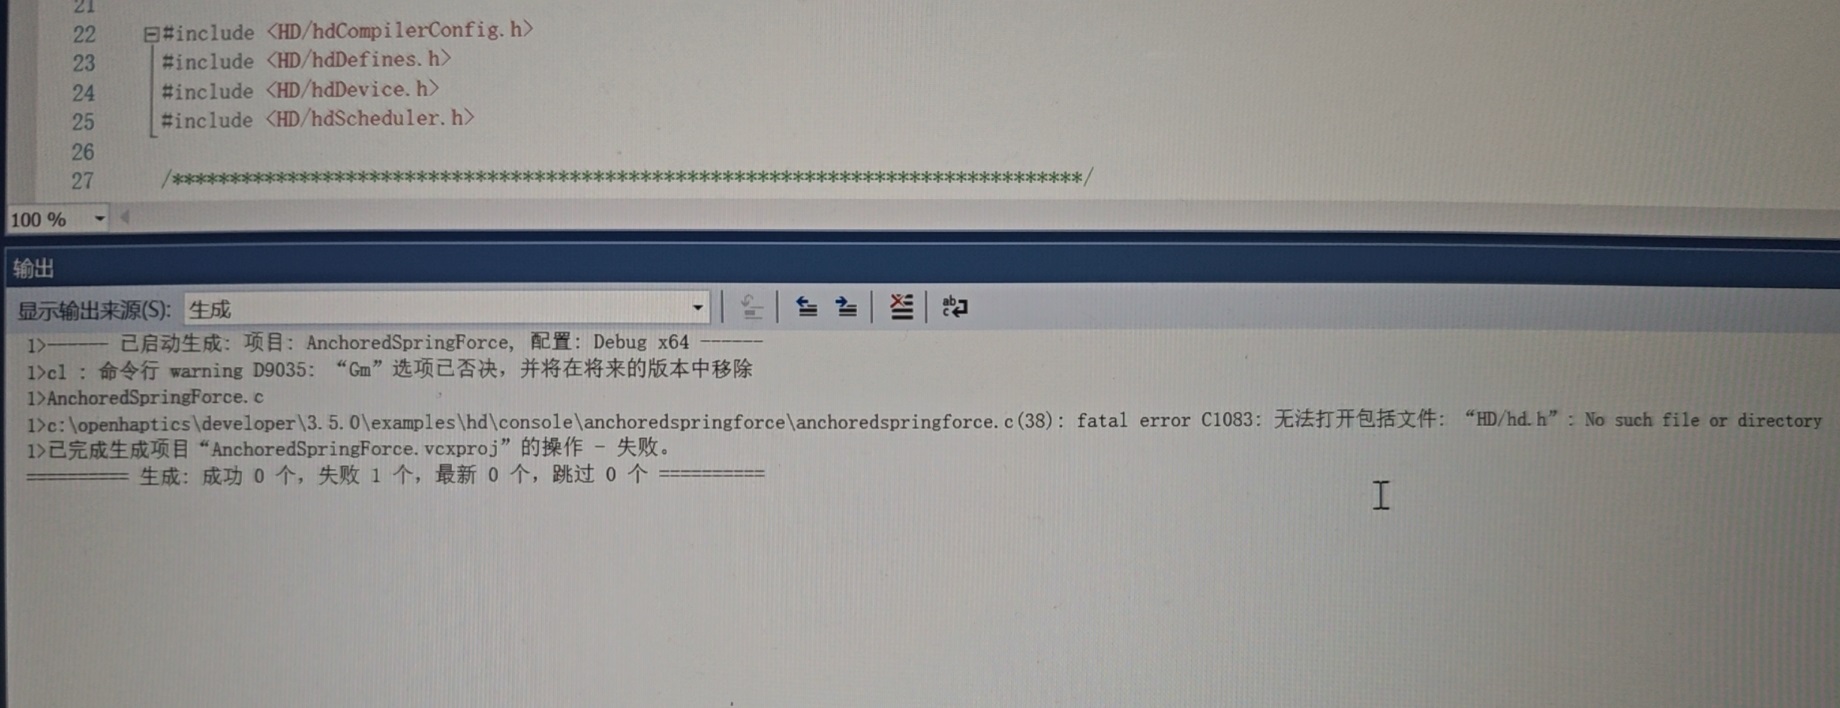 21
22 #include <HD/hdCompilerConfig.h>
23 #include <HD/hdDefines.h>
24 #include <HD/hdDevice.h>
25 #include <HD/hdScheduler.h>
26
27 /******************************************************************************/
100 %
输出
显示输出来源(S): 生成
1>------ 已启动生成: 项目: AnchoredSpringForce, 配置: Debug x64 ------
1>cl : 命令行 warning D9035: “Gm”选项已否决，并将在将来的版本中移除
1>AnchoredSpringForce.c
1>c:\openhaptics\developer\3.5.0\examples\hd\console\anchoredspringforce\anchoredspringforce.c(38): fatal error C1083: 无法打开包括文件: “HD/hd.h”: No such file or directory
1>已完成生成项目“AnchoredSpringForce.vcxproj”的操作 - 失败。
========== 生成: 成功 0 个，失败 1 个，最新 0 个，跳过 0 个 ==========